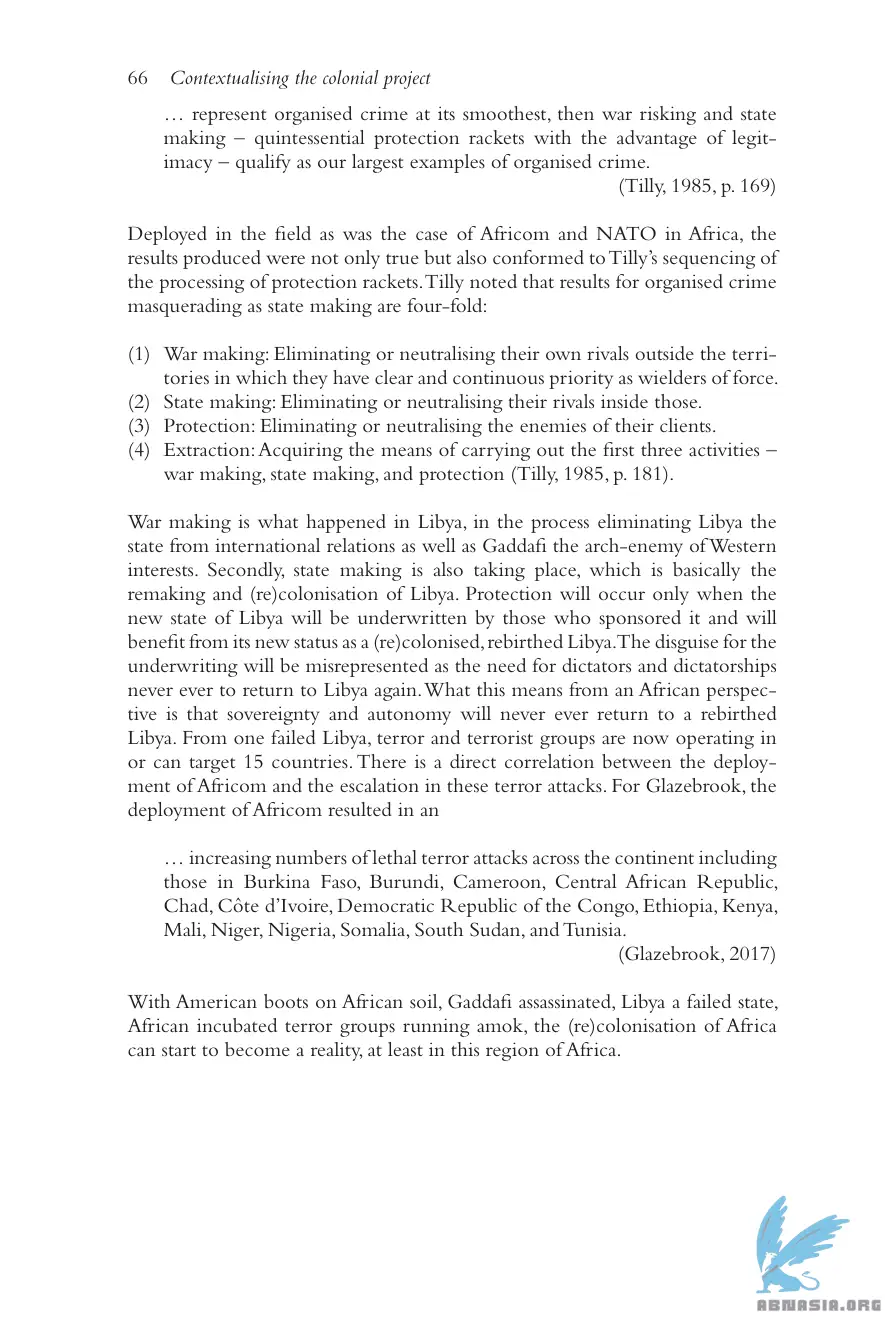 66 Contextualising the colonial project
… represent organised crime at its smoothest, then war risking and state
making – quintessential protection rackets with the advantage of legit-
imacy – qualify as our largest examples of organised crime.
(Tilly, 1985, p. 169)
Deployed in the field as was the case of Africom and NATO in Africa, the
results produced were not only true but also conformed to Tilly’s sequencing of
the processing of protection rackets. Tilly noted that results for organised crime
masquerading as state making are four-fold:
(1) War making: Eliminating or neutralising their own rivals outside the terri-
tories in which they have clear and continuous priority as wielders of force.
(2) State making: Eliminating or neutralising their rivals inside those.
(3) Protection: Eliminating or neutralising the enemies of their clients.
(4) Extraction: Acquiring the means of carrying out the first three activities –
war making, state making, and protection (Tilly, 1985, p. 181).
War making is what happened in Libya, in the process eliminating Libya the
state from international relations as well as Gaddafi the arch-enemy of Western
interests. Secondly, state making is also taking place, which is basically the
remaking and (re)colonisation of Libya. Protection will occur only when the
new state of Libya will be underwritten by those who sponsored it and will
benefit from its new status as a (re)colonised, rebirthed Libya. The disguise for the
underwriting will be misrepresented as the need for dictators and dictatorships
never ever to return to Libya again. What this means from an African perspec-
tive is that sovereignty and autonomy will never ever return to a rebirthed
Libya. From one failed Libya, terror and terrorist groups are now operating in
or can target 15 countries. There is a direct correlation between the deploy-
ment of Africom and the escalation in these terror attacks. For Glazebrook, the
deployment of Africom resulted in an
… increasing numbers of lethal terror attacks across the continent including
those in Burkina Faso, Burundi, Cameroon, Central African Republic,
Chad, Côte d’Ivoire, Democratic Republic of the Congo, Ethiopia, Kenya,
Mali, Niger, Nigeria, Somalia, South Sudan, and Tunisia.
(Glazebrook, 2017)
With American boots on African soil, Gaddafi assassinated, Libya a failed state,
African incubated terror groups running amok, the (re)colonisation of Africa
can start to become a reality, at least in this region of Africa.
ABNASIA.ORG